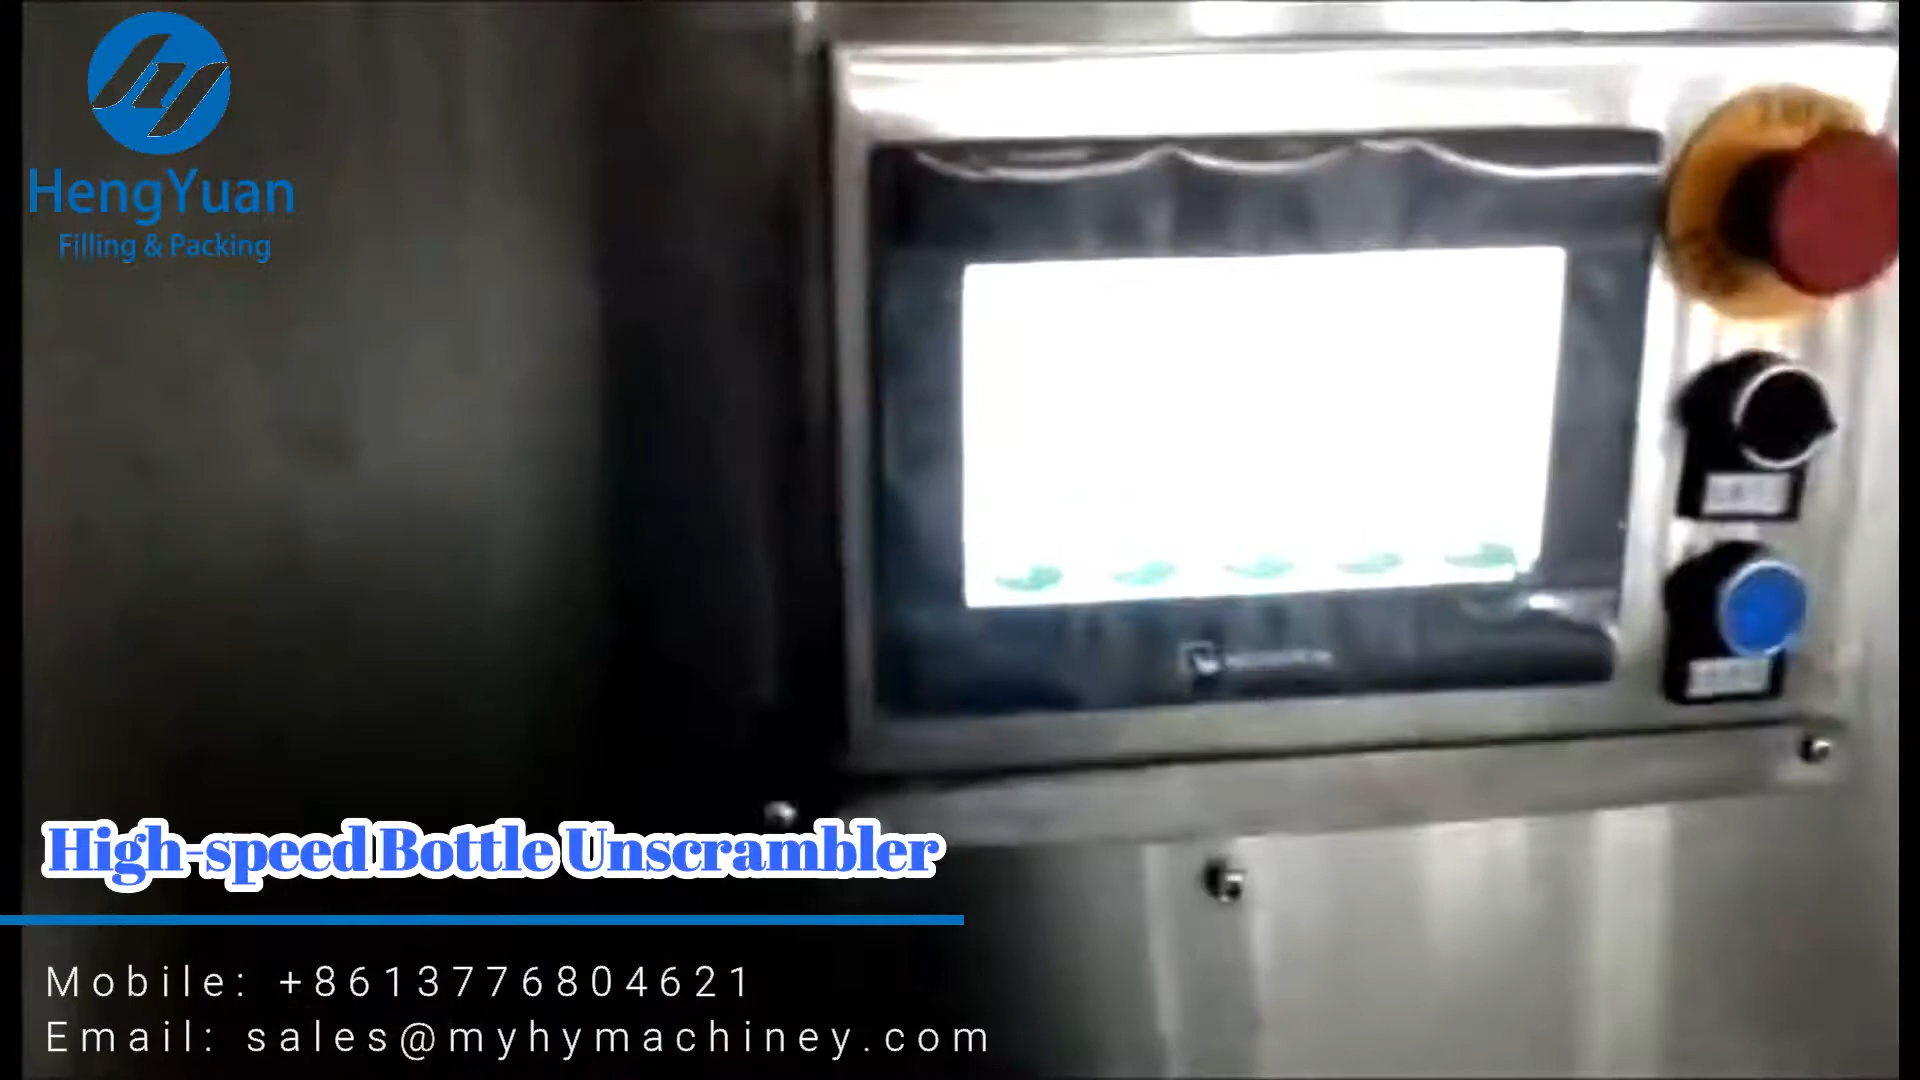 HengYuan
Filling & Packing
High-speed Bottle Unscrambler
Mobile: +8613776804621
Email: sales@myhymachiney.com